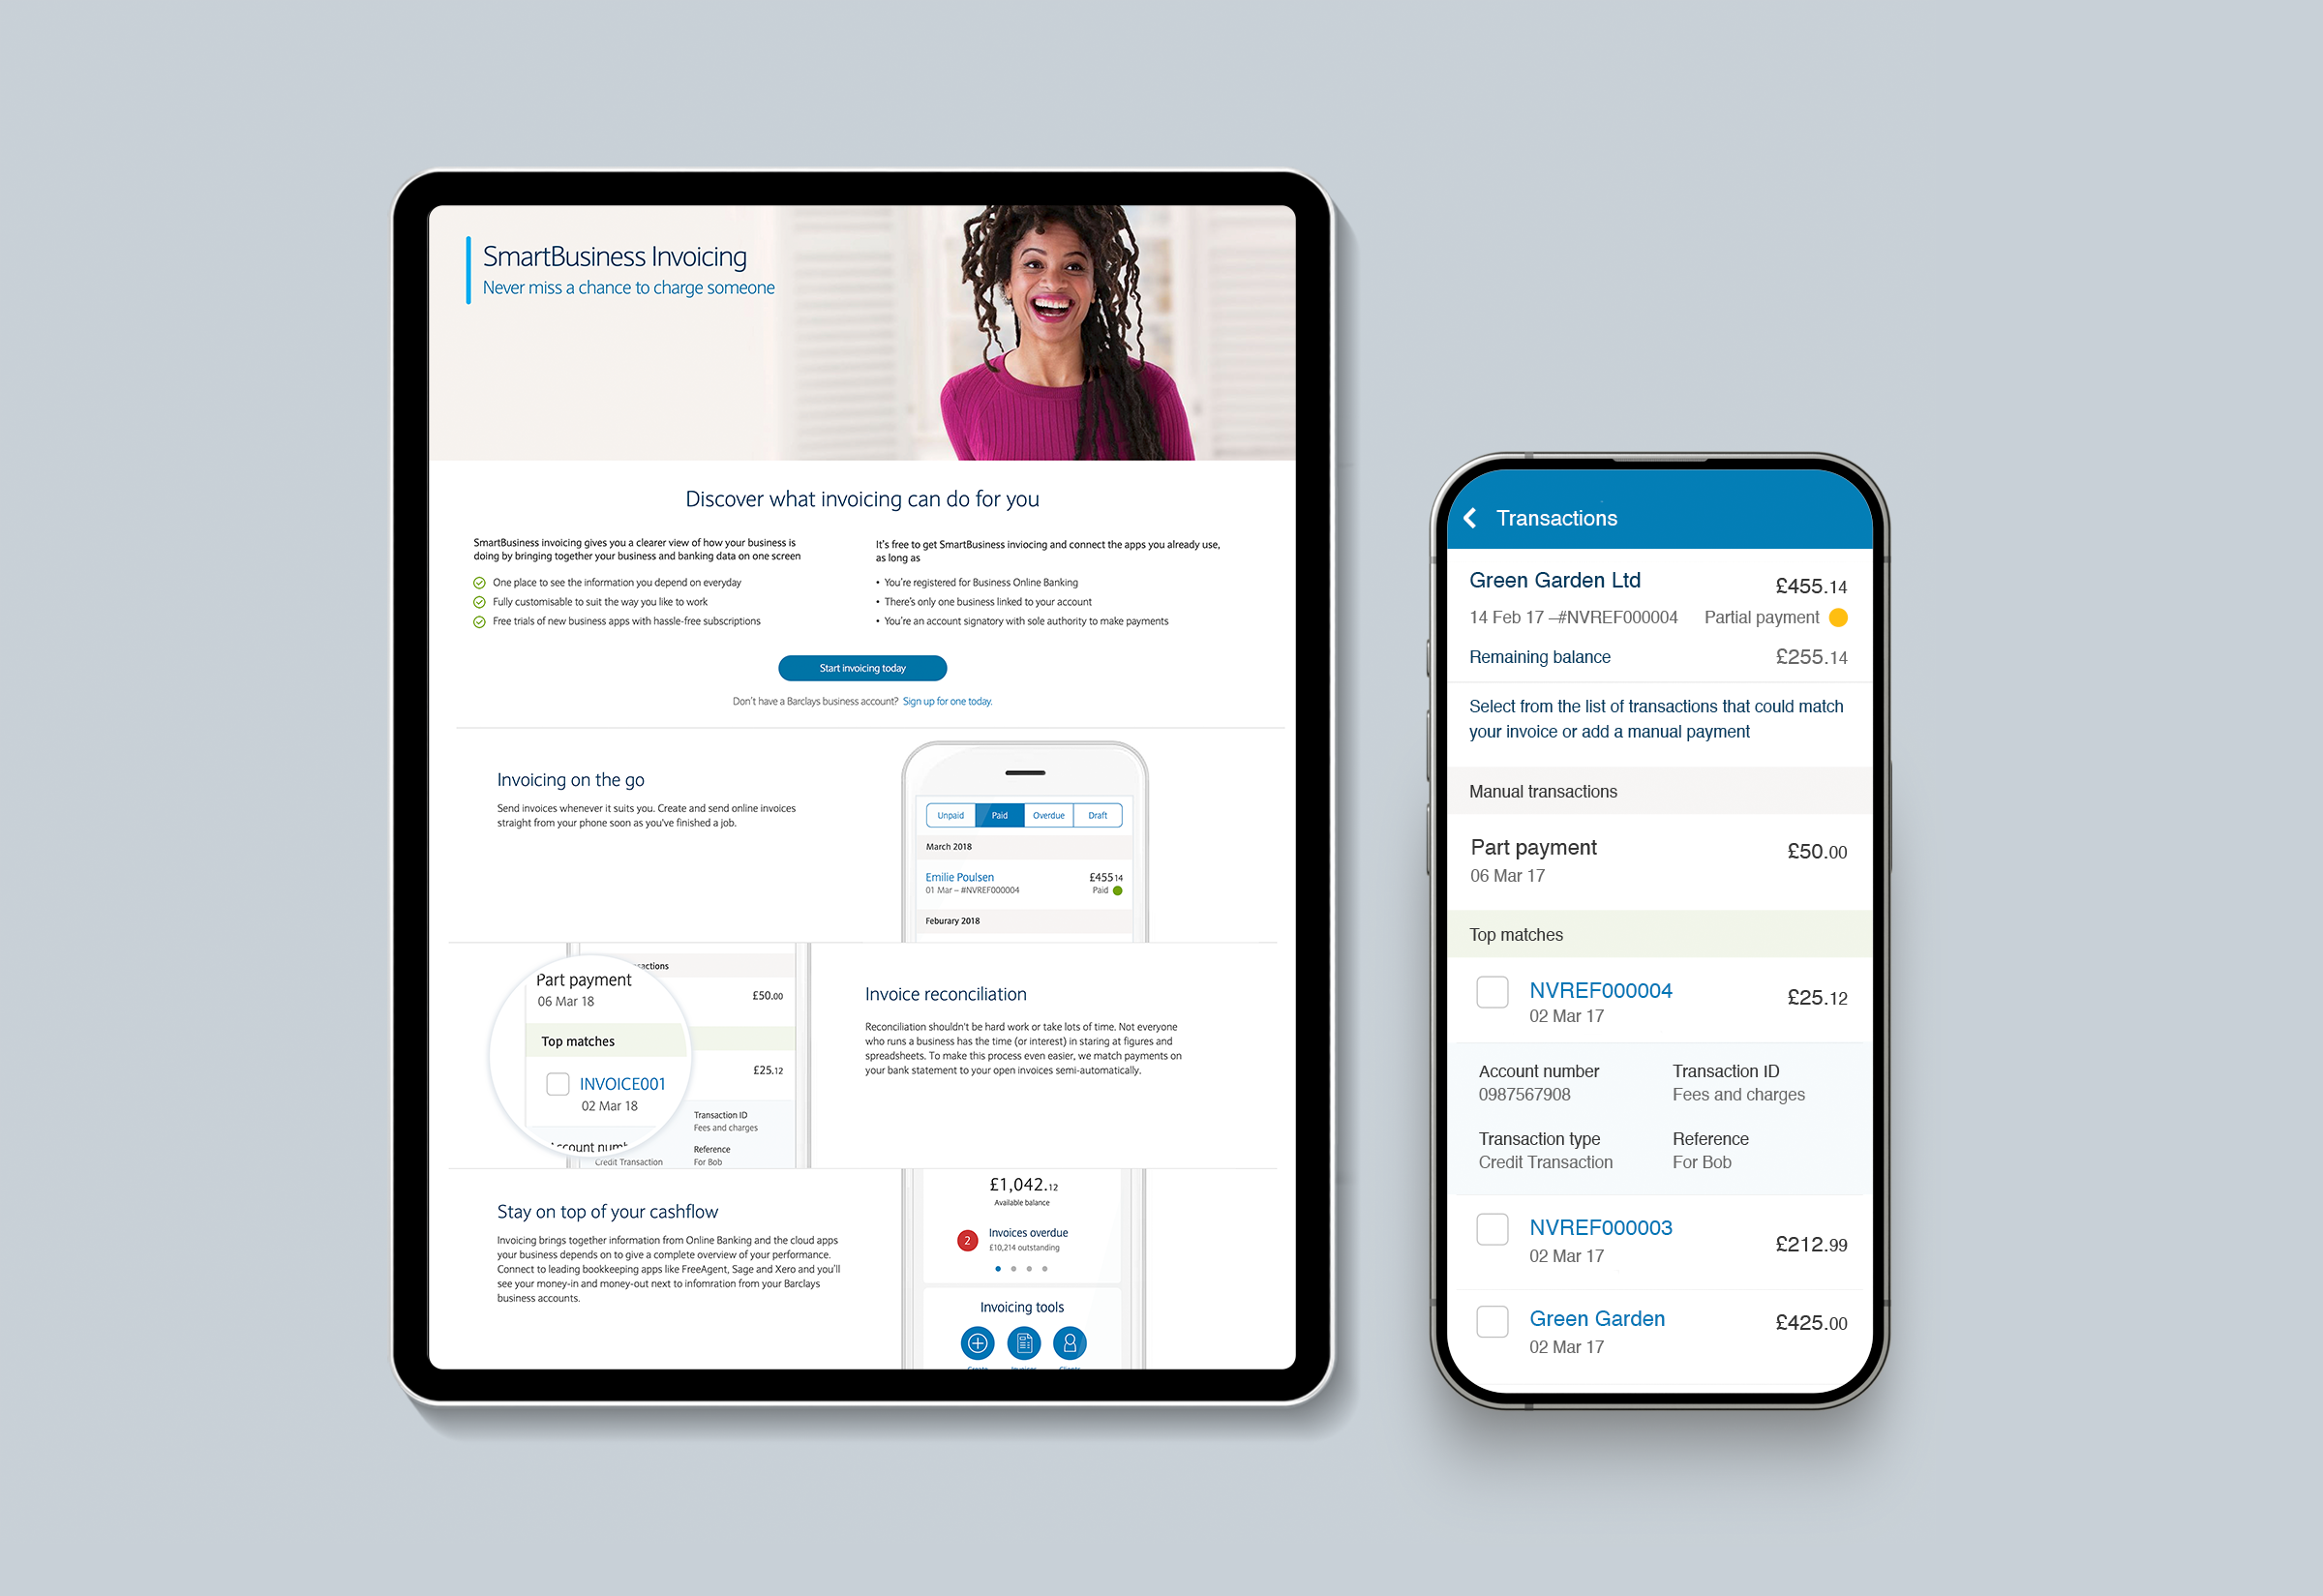 SmartBusiness Invoicing
Never miss a chance to charge someone
Discover what invoicing can do for you
SmartBusiness invoicing gives you a clearer view of how your business is
doing by bringing together your business and banking data on one screen
One place to see the information you depend on everyday
Fully customisable to suit the way you like to work
Free trials of new business apps with hassle-free subscriptions
It's free to get SmartBusiness inviocing and connect the apps you already use,
as long as
• You're registered for Business Online Banking
• There's only one business linked to your account
• You're an account signatory with sole authority to make payments
Start invoicing today
Don't have a Barclays business account? Sign up for one today.
Invoicing on the go
Send invoices whenever it suits you. Create and send online invoices
straight from your phone soon as you've finished a job.
Unpaid Paid Overdue Draft
March 2018
Emilie Poulsen £455 14
01 Mar – #NVREF000004 Paid
Feburary 2018
Part payment
06 Mar 18
Top matches
INVOICE001
02 Mar 18
Account numb
sactions
£50.00
£25.12
Transaction ID
Fees and charges
Reference
Credit Transaction For Bob
Invoice reconciliation
Reconciliation shouldn't be hard work or take lots of time. Not everyone
who runs a business has the time (or interest) in staring at figures and
spreadsheets. To make this process even easier, we match payments on
your bank statement to your open invoices semi-automatically.
Stay on top of your cashflow
Invoicing brings together information from Online Banking and the cloud apps
your business depends on to give a complete overview of your performance.
Connect to leading bookkeeping apps like FreeAgent, Sage and Xero and you'll
see your money-in and money-out next to infomration from your Barclays
business accounts.
£1,042.12
Available balance
2 Invoices overdue
£10,214 outstanding
Invoicing tools
Transactions
Green Garden Ltd £455.14
14 Feb 17 –#NVREF000004 Partial payment
Remaining balance £255.14
Select from the list of transactions that could match
your invoice or add a manual payment
Manual transactions
Part payment £50.00
06 Mar 17
Top matches
NVREF000004 £25.12
02 Mar 17
Account number Transaction ID
0987567908 Fees and charges
Transaction type Reference
Credit Transaction For Bob
NVREF000003 £212.99
02 Mar 17
Green Garden £425.00
02 Mar 17